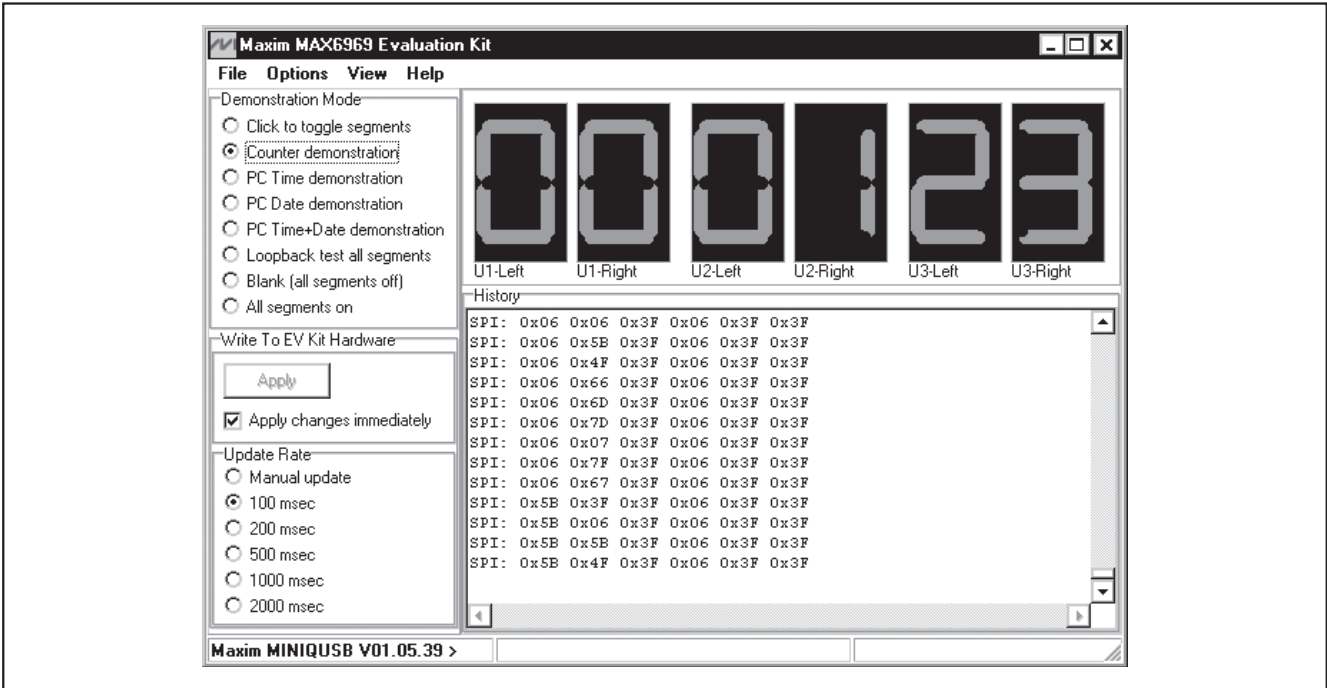 Maxim MAX6969 Evaluation Kit
File Options View Help
Demonstration Mode
Click to toggle segments
Counter demonstration
PC Time demonstration
PC Date demonstration
PC Time+Date demonstration
Loopback test all segments
Blank (all segments off)
All segments on
Write To EV Kit Hardware
Apply
Apply changes immediately
Update Rate
Manual update
100 msec
200 msec
500 msec
1000 msec
2000 msec
000123
U1-Left U1-Right U2-Left U2-Right U3-Left U3-Right
History
SPI: 0x06 0x06 0x3F 0x06 0x3F 0x3F
SPI: 0x06 0x5B 0x3F 0x06 0x3F 0x3F
SPI: 0x06 0x4F 0x3F 0x06 0x3F 0x3F
SPI: 0x06 0x66 0x3F 0x06 0x3F 0x3F
SPI: 0x06 0x6D 0x3F 0x06 0x3F 0x3F
SPI: 0x06 0x7D 0x3F 0x06 0x3F 0x3F
SPI: 0x06 0x07 0x3F 0x06 0x3F 0x3F
SPI: 0x06 0x7F 0x3F 0x06 0x3F 0x3F
SPI: 0x06 0x67 0x3F 0x06 0x3F 0x3F
SPI: 0x5B 0x3F 0x3F 0x06 0x3F 0x3F
SPI: 0x5B 0x06 0x3F 0x06 0x3F 0x3F
SPI: 0x5B 0x5B 0x3F 0x06 0x3F 0x3F
SPI: 0x5B 0x4F 0x3F 0x06 0x3F 0x3F
Maxim MINIQUSB V01.05.39 >